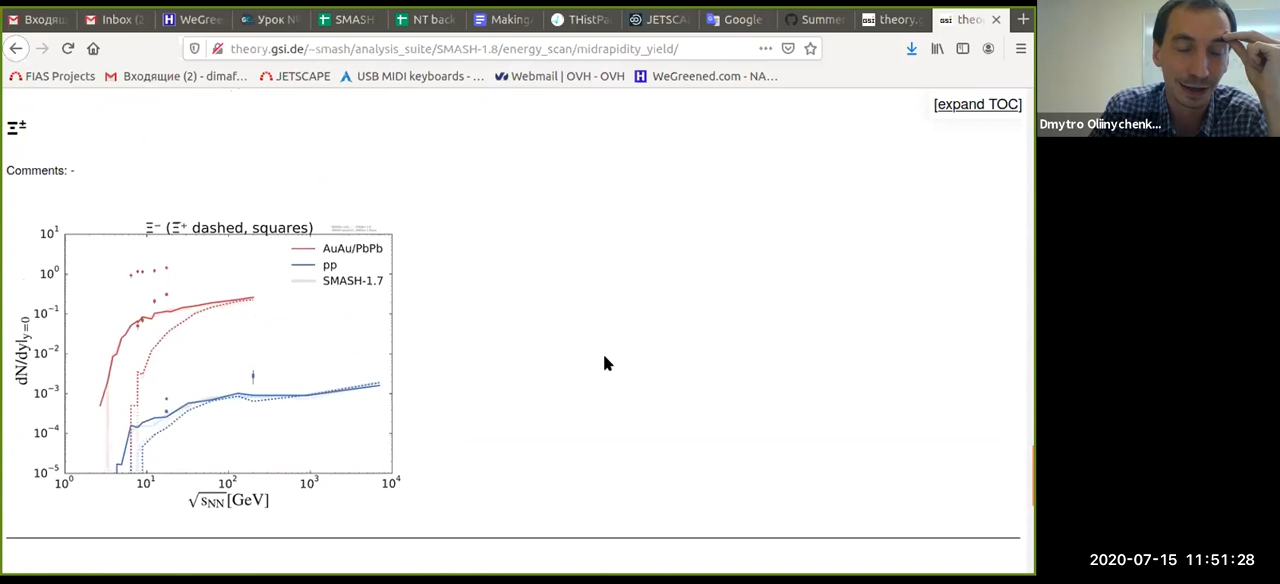 Входящ
Inbox (2
WeGree
Урок N
SMASH
NT back
Making
THistPa
JETSCA
Google
Summer
gsi theory.
gsi theo
theory.gsi.de/~smash/analysis_suite/SMASH-1.8/energy_scan/midrapidity_yield/
FIAS Projects
Входящие (2) - dimaf...
JETSCAPE
USB MIDI keyboards - ...
Webmail | OVH - OVH
WeGreened.com - NA...
[expand TOC]
Ξ±
Comments: -
Ξ⁻ (Ξ⁺ dashed, squares)
AuAu/PbPb
pp
SMASH-1.7
10¹
10⁰
10⁻¹
10⁻²
10⁻³
10⁻⁴
10⁻⁵
dN/dy|y=0
10⁰ 10¹ 10² 10³ 10⁴
√sNN[GeV]
Dmytro Oliinychenk...
2020-07-15 11:51:28